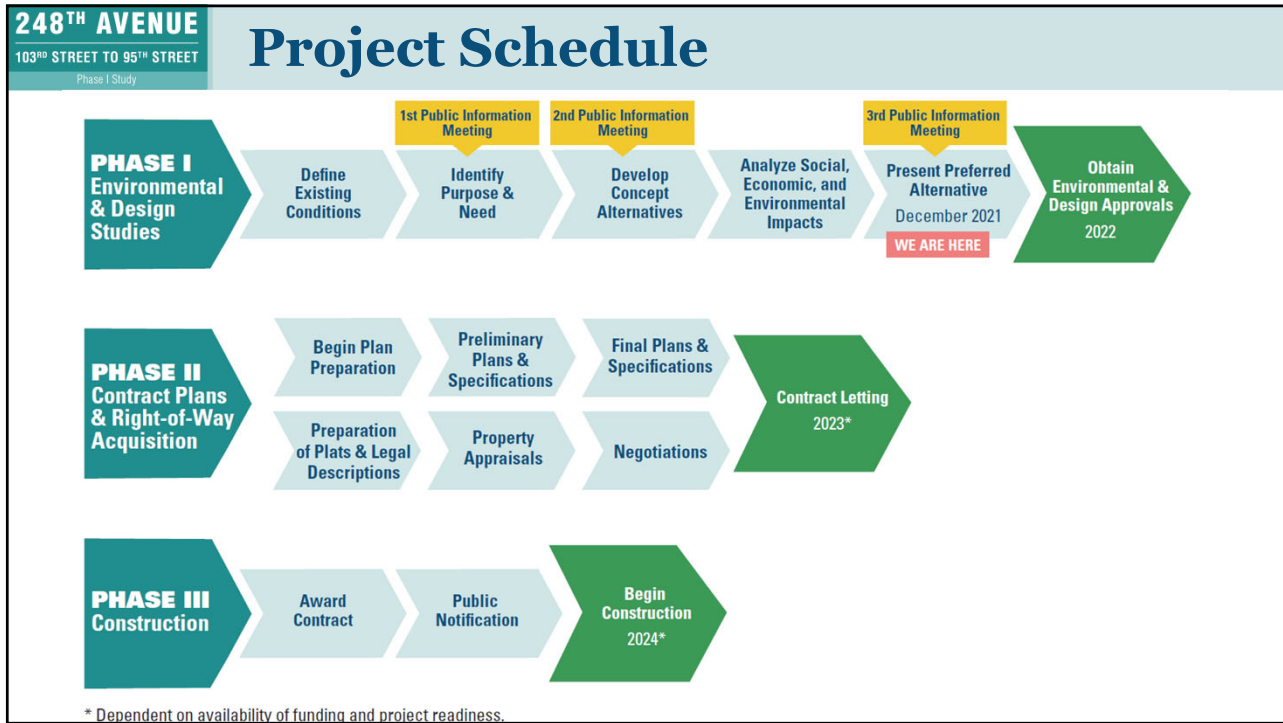 248TH AVENUE
103RD STREET TO 95TH STREET
Phase I Study
Project Schedule
PHASE I
Environmental
& Design
Studies
Define
Existing
Conditions
1st Public Information
Meeting
Identify
Purpose &
Need
2nd Public Information
Meeting
Develop
Concept
Alternatives
Analyze Social,
Economic, and
Environmental
Impacts
3rd Public Information
Meeting
Present Preferred
Alternative
December 2021
WE ARE HERE
Obtain
Environmental &
Design Approvals
2022
PHASE II
Contract Plans
& Right-of-Way
Acquisition
Begin Plan
Preparation
Preliminary
Plans &
Specifications
Final Plans &
Specifications
Preparation
of Plats & Legal
Descriptions
Property
Appraisals
Negotiations
Contract Letting
2023*
PHASE III
Construction
Award
Contract
Public
Notification
Begin
Construction
2024*
* Dependent on availability of funding and project readiness.